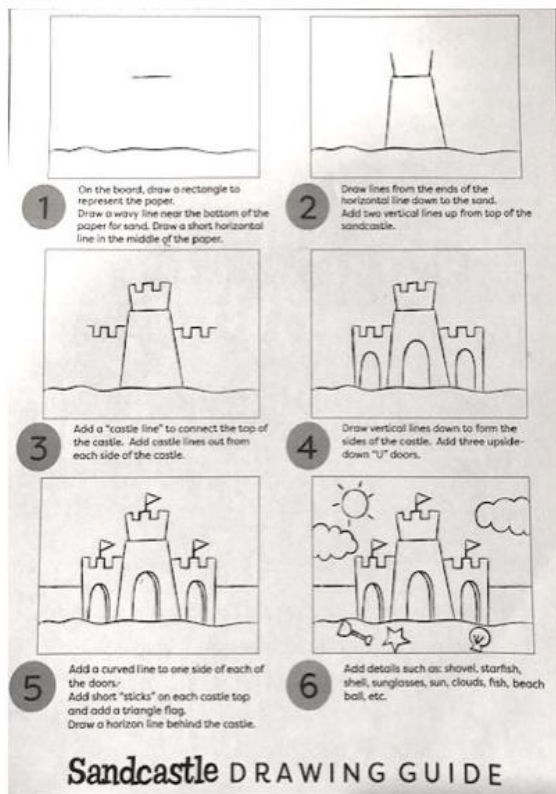 1
On the board, draw a rectangle to
represent the paper.
Draw a wavy line near the bottom of the
paper for sand. Draw a short horizontal
line in the middle of the paper.
2
Draw lines from the ends of the
horizontal line down to the sand.
Add two vertical lines up from top of the
sandcastle.
3
Add a "castle line" to connect the top of
the castle. Add castle lines out from
each side of the castle.
4
Draw vertical lines down to form the
sides of the castle. Add three upside-
down "U" doors.
5
Add a curved line to one side of each of
the doors.
Add short "sticks" on each castle top
and add a triangle flag.
Draw a horizon line behind the castle.
6
Add details such as: shovel, starfish,
shell, sunglasses, sun, clouds, fish, beach
ball, etc.
Sandcastle DRAWING GUIDE